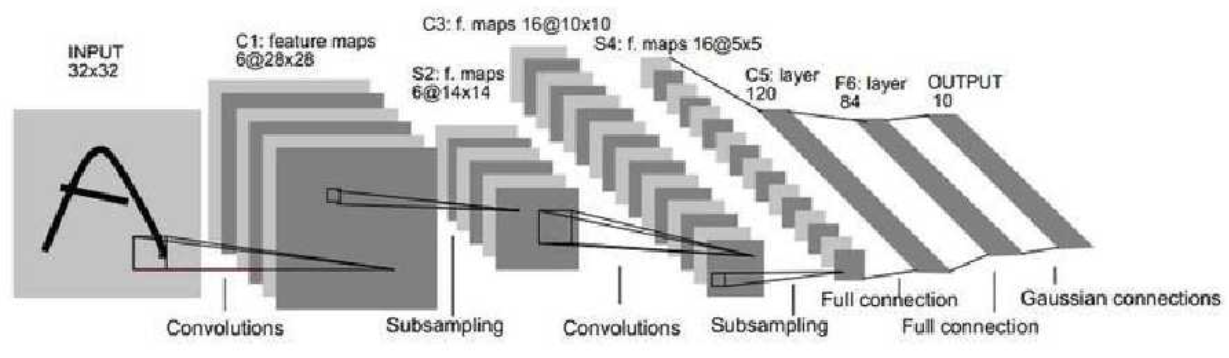 INPUT
32x32
C1: feature maps
6@28x28
S2: f. maps
6@14x14
C3: f. maps 16@10x10
S4: f. maps 16@5x5
C5: layer
120
F6: layer
84
OUTPUT
10
Convolutions
Subsampling
Convolutions
Subsampling
Full connection
Full connection
Gaussian connections